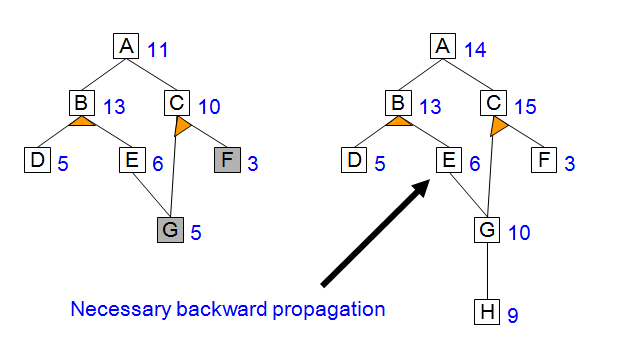 A 11
A 14
B 13
C 10
B 13
C 15
D 5
E 6
F 3
D 5
E 6
F 3
G 5
G 10
Necessary backward propagation
H 9